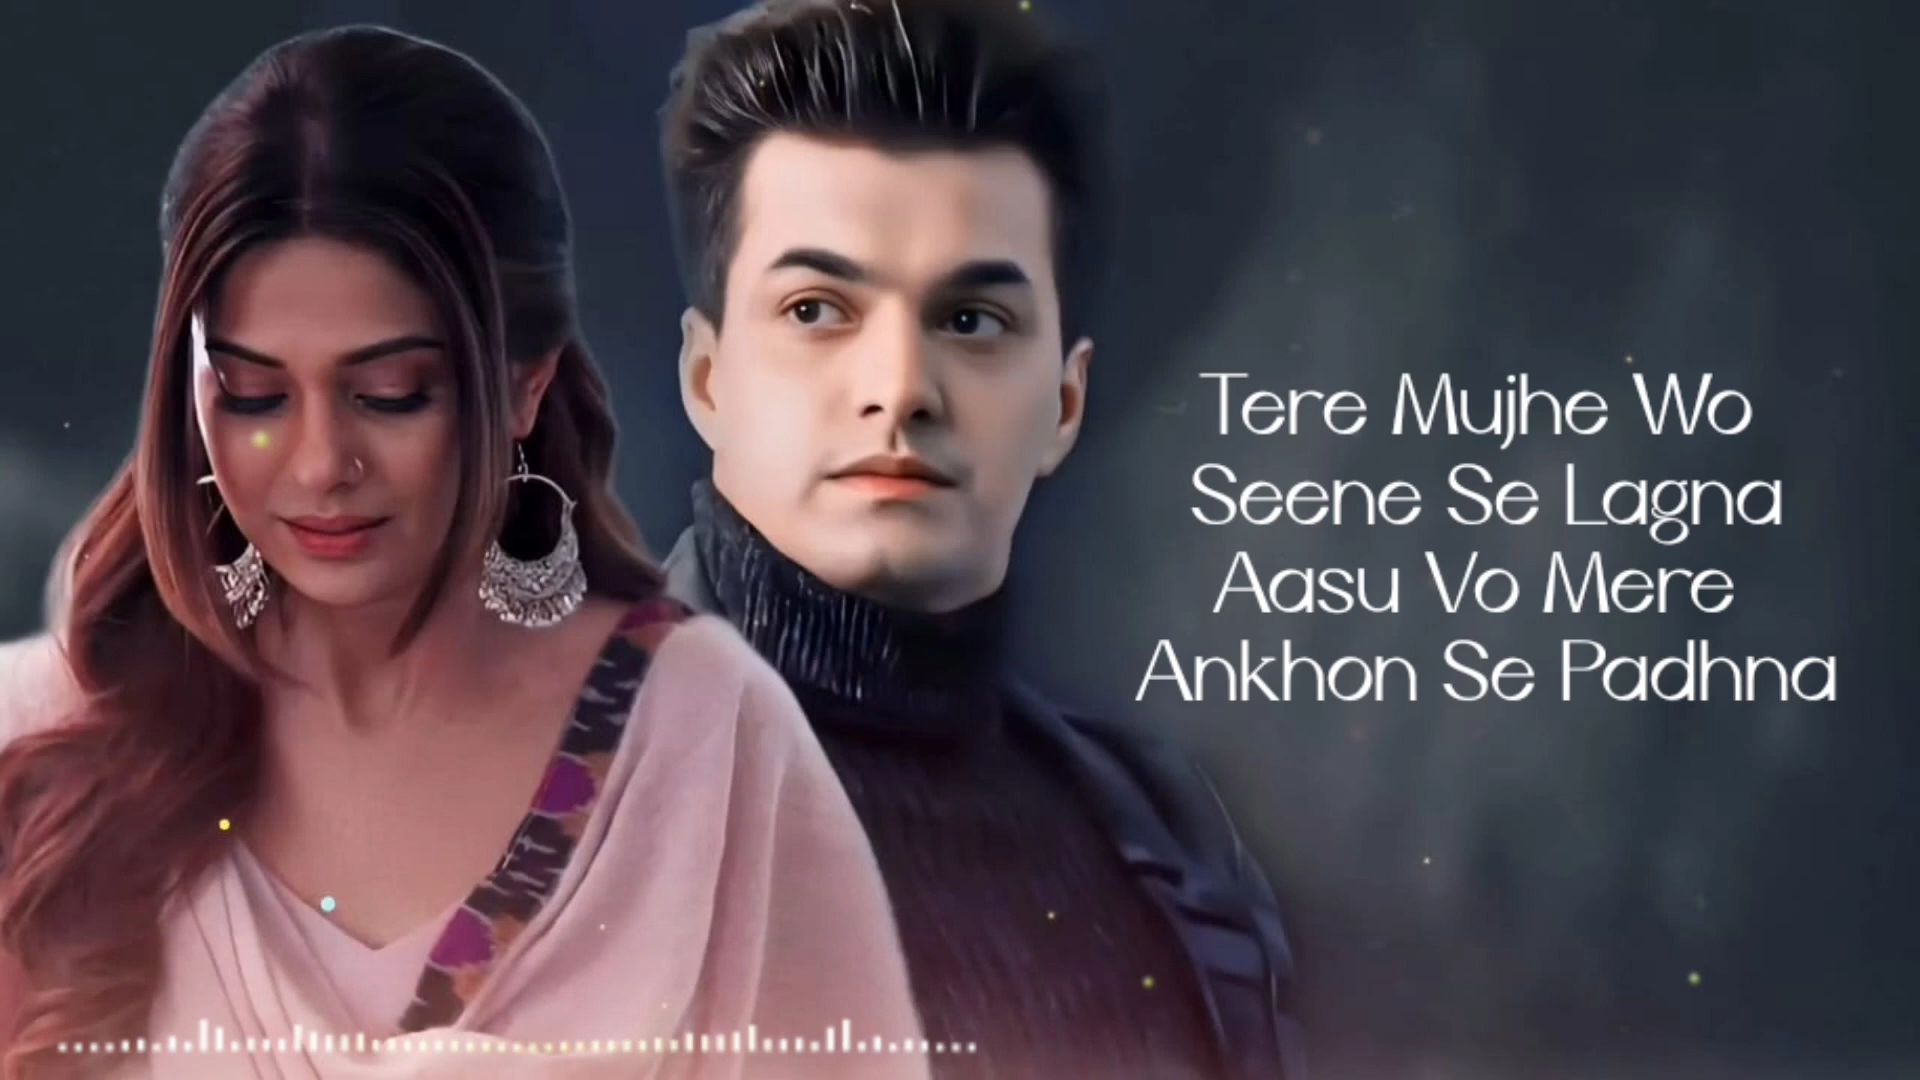 Tere Mujhe Wo
Seene Se Lagna
Aasu Vo Mere
Ankhon Se Padhna